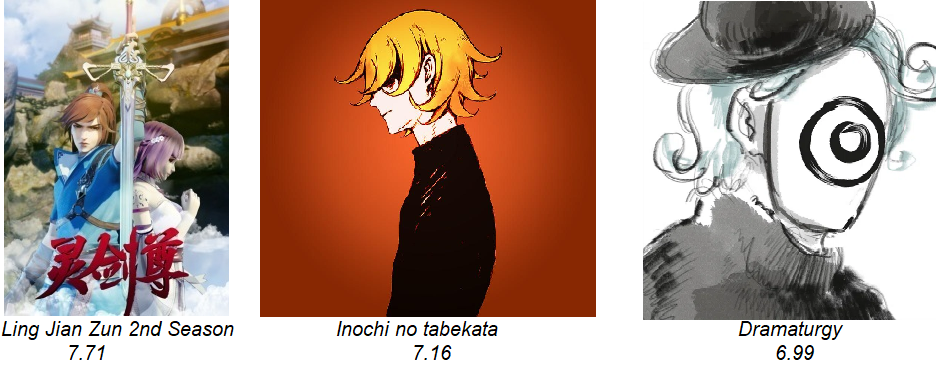 灵剑尊
Ling Jian Zun 2nd Season
7.71
Inochi no tabekata
7.16
Dramaturgy
6.99